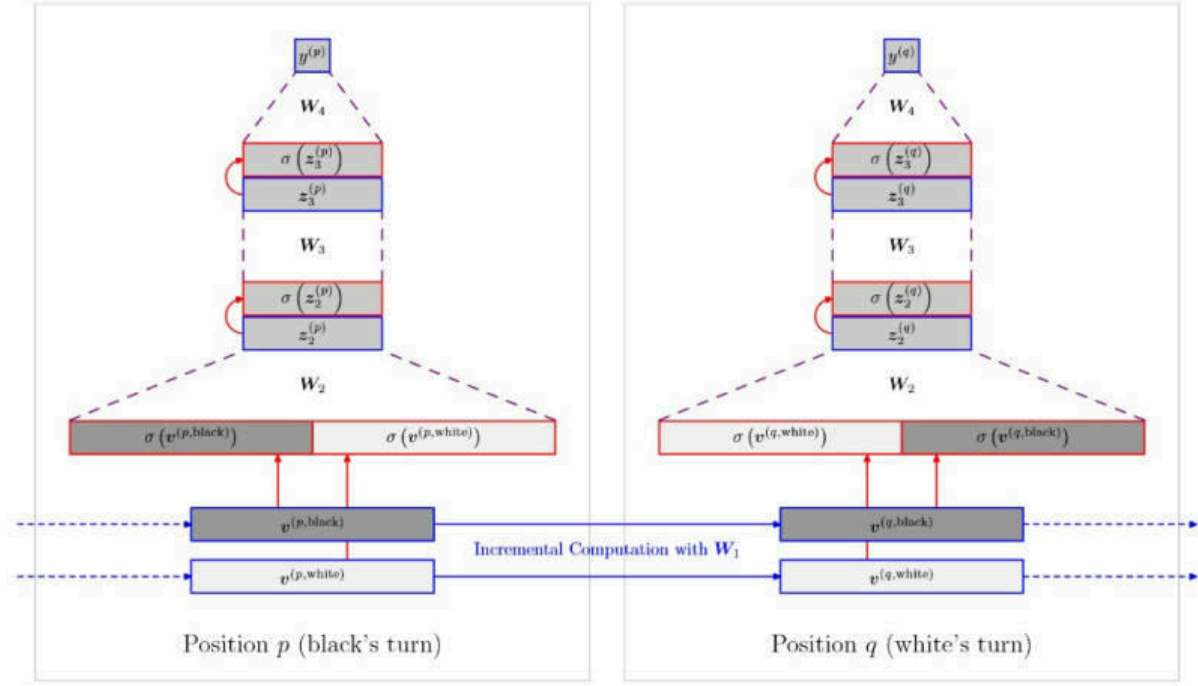 y^{(p)}
W_4
σ(z_3^{(p)})
z_3^{(p)}
W_3
σ(z_2^{(p)})
z_2^{(p)}
W_2
σ(v^{(p,black)}) σ(v^{(p,white)})
v^{(p,black)}
v^{(p,white)}
Position p (black's turn)
Incremental Computation with W_1
y^{(q)}
W_4
σ(z_3^{(q)})
z_3^{(q)}
W_3
σ(z_2^{(q)})
z_2^{(q)}
W_2
σ(v^{(q,white)}) σ(v^{(q,black)})
v^{(q,black)}
v^{(q,white)}
Position q (white's turn)